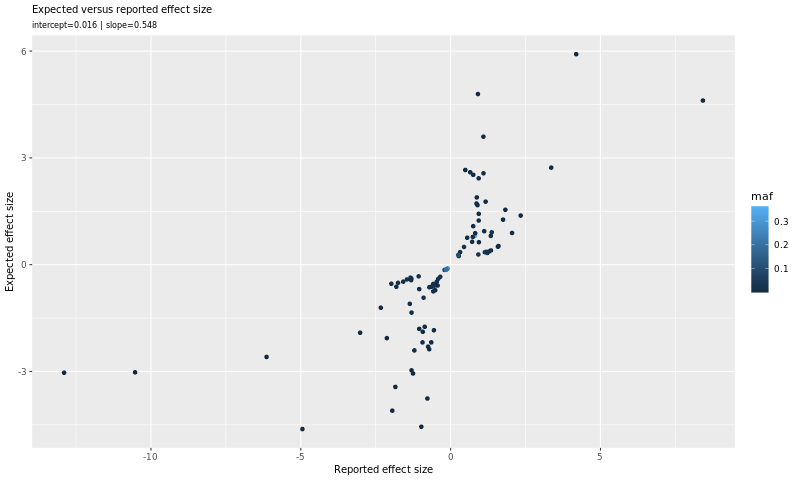 Expected versus reported effect size
intercept=0.016 | slope=0.548
6
3
0
-3
Expected effect size
-10
-5
0
5
Reported effect size
maf
0.3
0.2
0.1